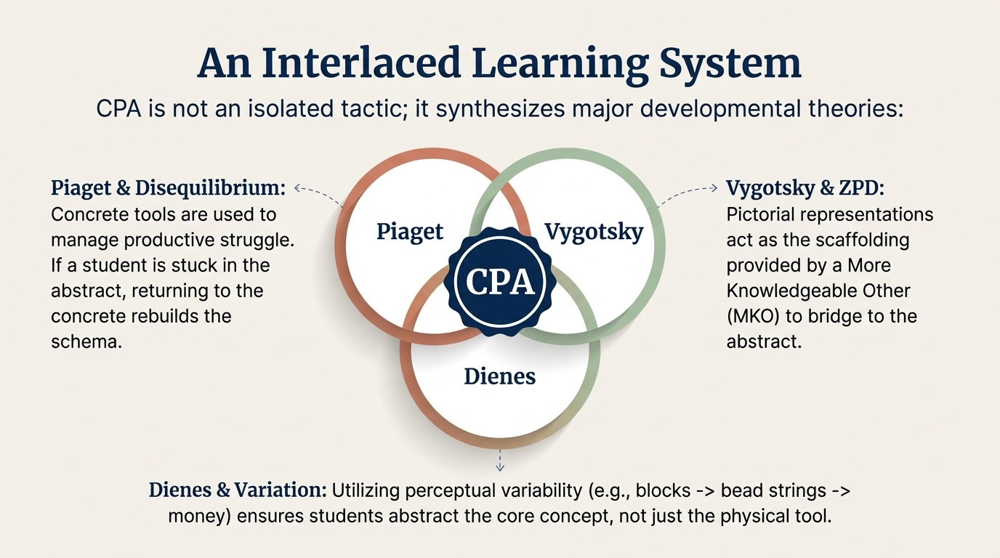 An Interlaced Learning System
CPA is not an isolated tactic; it synthesizes major developmental theories:
Piaget & Disequilibrium:
Concrete tools are used to
manage productive struggle.
If a student is stuck in the
abstract, returning to the
concrete rebuilds the
schema.
Piaget
Vygotsky
CPA
Dienes
Vygotsky & ZPD:
Pictorial representations
act as the scaffolding
provided by a More
Knowledgeable Other
(MKO) to bridge to the
abstract.
Dienes & Variation: Utilizing perceptual variability (e.g., blocks -> bead strings ->
money) ensures students abstract the core concept, not just the physical tool.